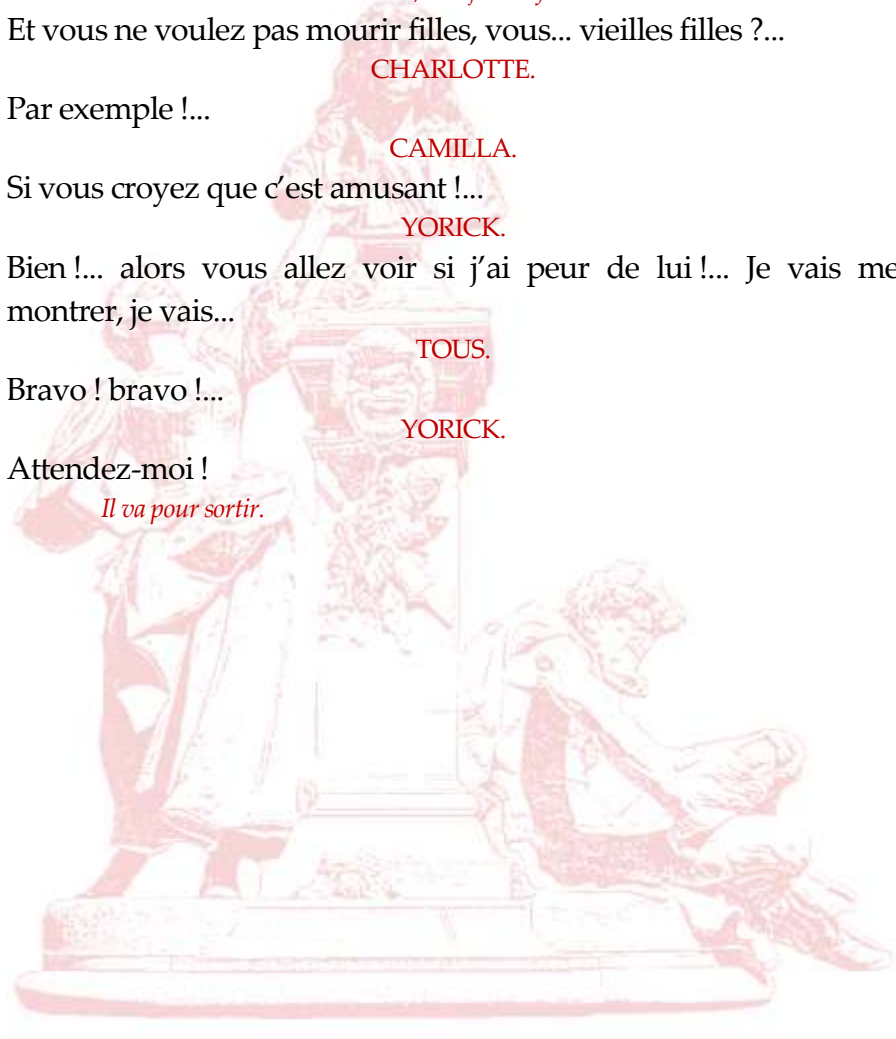 Et vous ne voulez pas mourir filles, vous... vieilles filles ?...
CHARLOTTE.
Par exemple !...
CAMILLA.
Si vous croyez que c’est amusant !...
YORICK.
Bien !... alors vous allez voir si j’ai peur de lui !... Je vais me
montrer, je vais...
TOUS.
Bravo ! bravo !...
YORICK.
Attendez-moi !
Il va pour sortir.